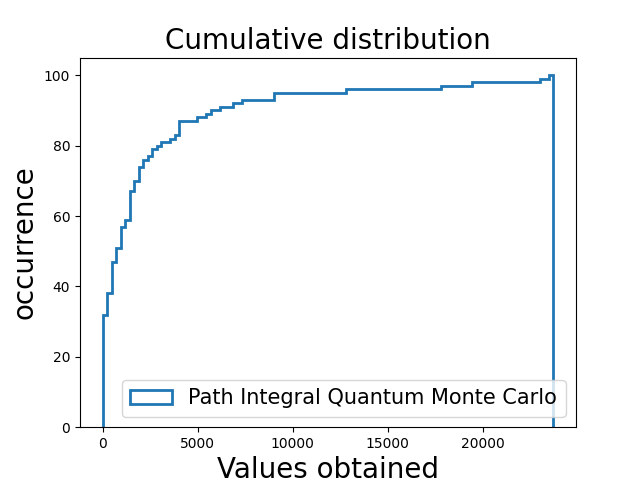 Cumulative distribution
occurrence
100
80
60
40
20
0
Path Integral Quantum Monte Carlo
0 5000 10000 15000 20000
Values obtained